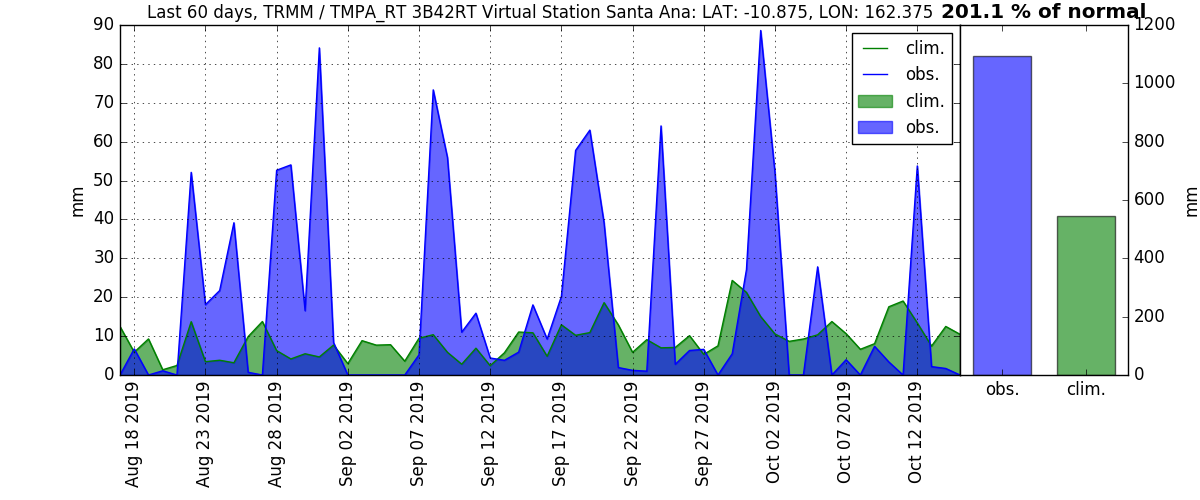 Last 60 days, TRMM / TMPA_RT 3B42RT Virtual Station Santa Ana: LAT: -10.875, LON: 162.375 201.1 % of normal
90
80
70
60
50
40
30
20
10
0
mm
clim.
obs.
clim.
obs.
1200
1000
800
600
400
200
0
mm
Aug 18 2019
Aug 23 2019
Aug 28 2019
Sep 02 2019
Sep 07 2019
Sep 12 2019
Sep 17 2019
Sep 22 2019
Sep 27 2019
Oct 02 2019
Oct 07 2019
Oct 12 2019
obs. clim.